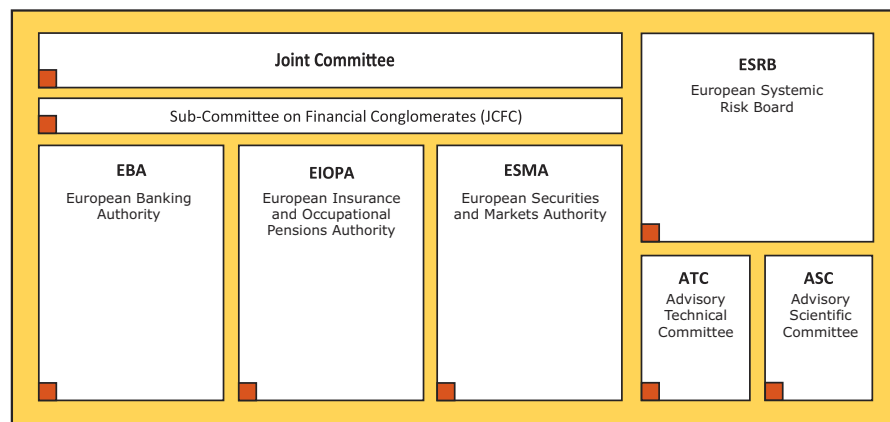 Joint Committee
Sub-Committee on Financial Conglomerates (JCFC)
EBA
European Banking
Authority
EIOPA
European Insurance
and Occupational
Pensions Authority
ESMA
European Securities
and Markets Authority
ESRB
European Systemic
Risk Board
ATC
Advisory
Technical
Committee
ASC
Advisory
Scientific
Committee